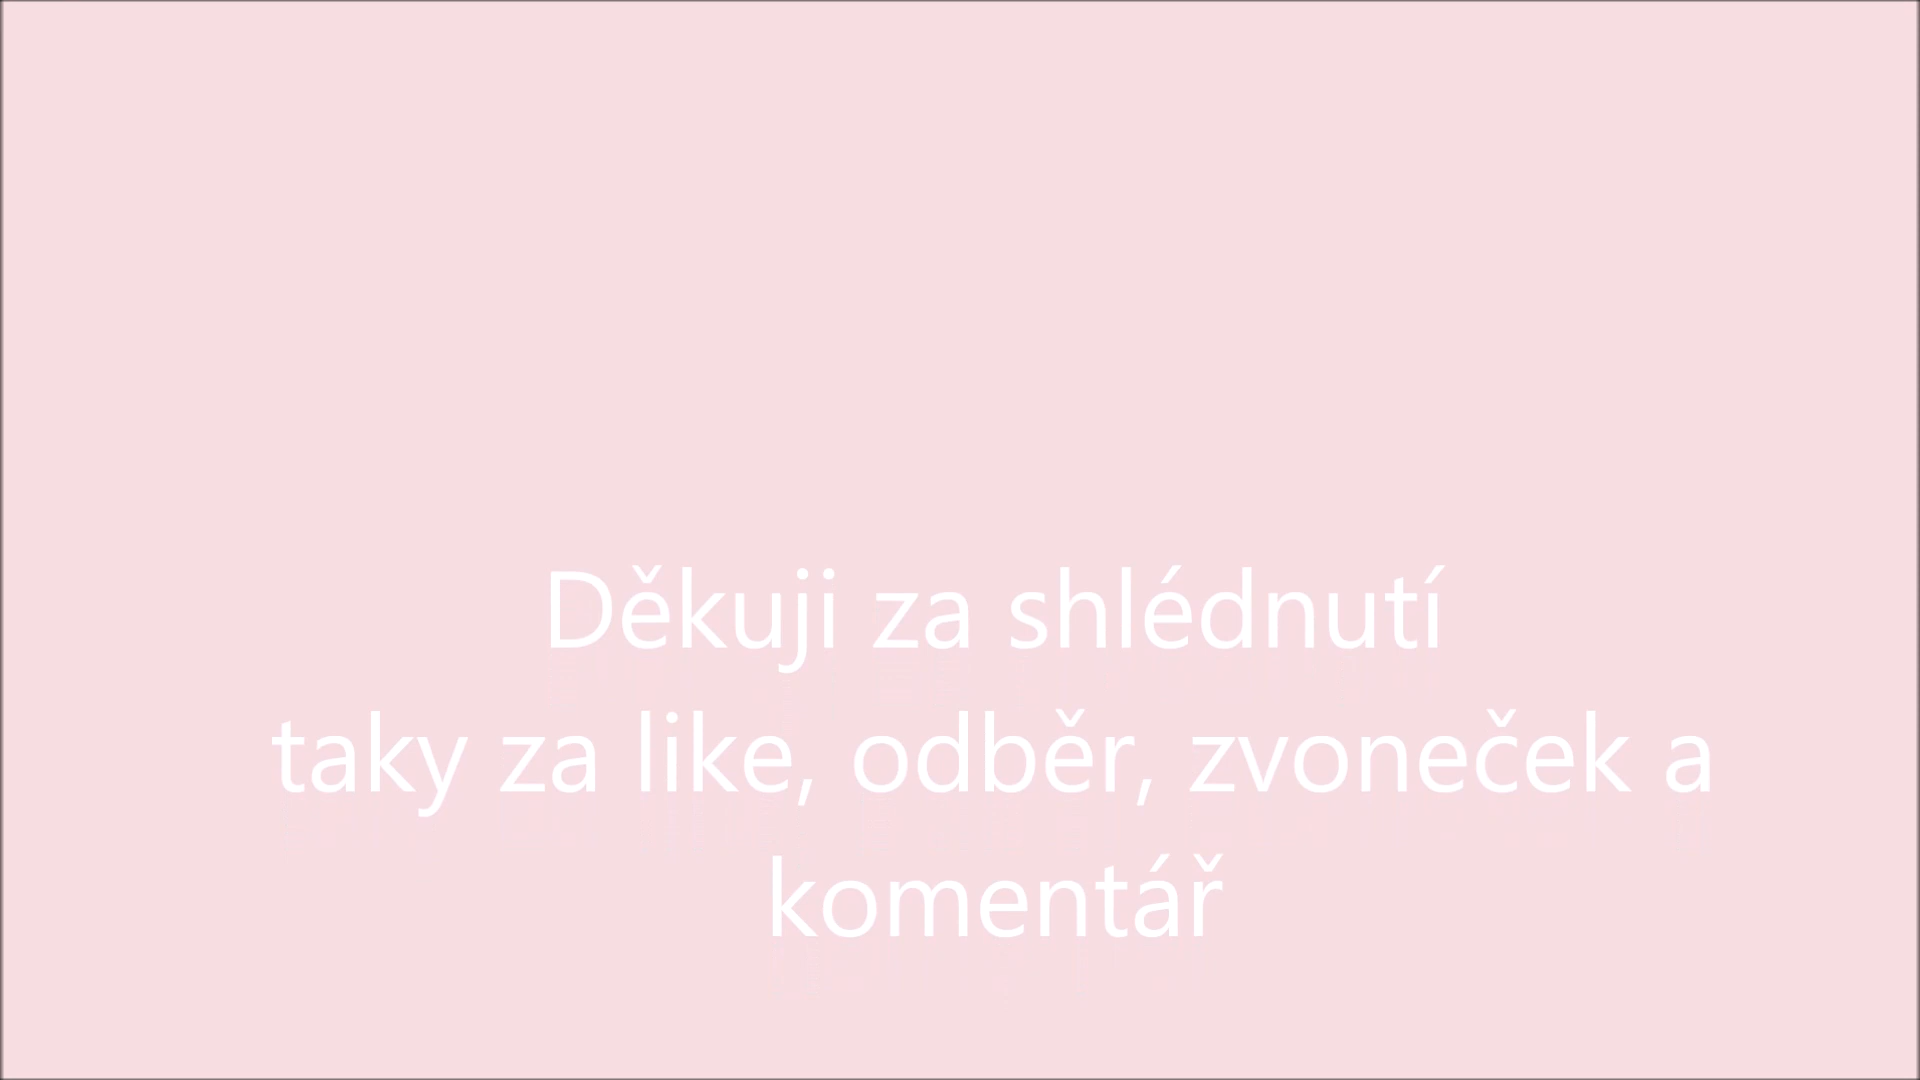 Děkuji za shlédnutí
taky za like, odběr, zvoneček a
komentář